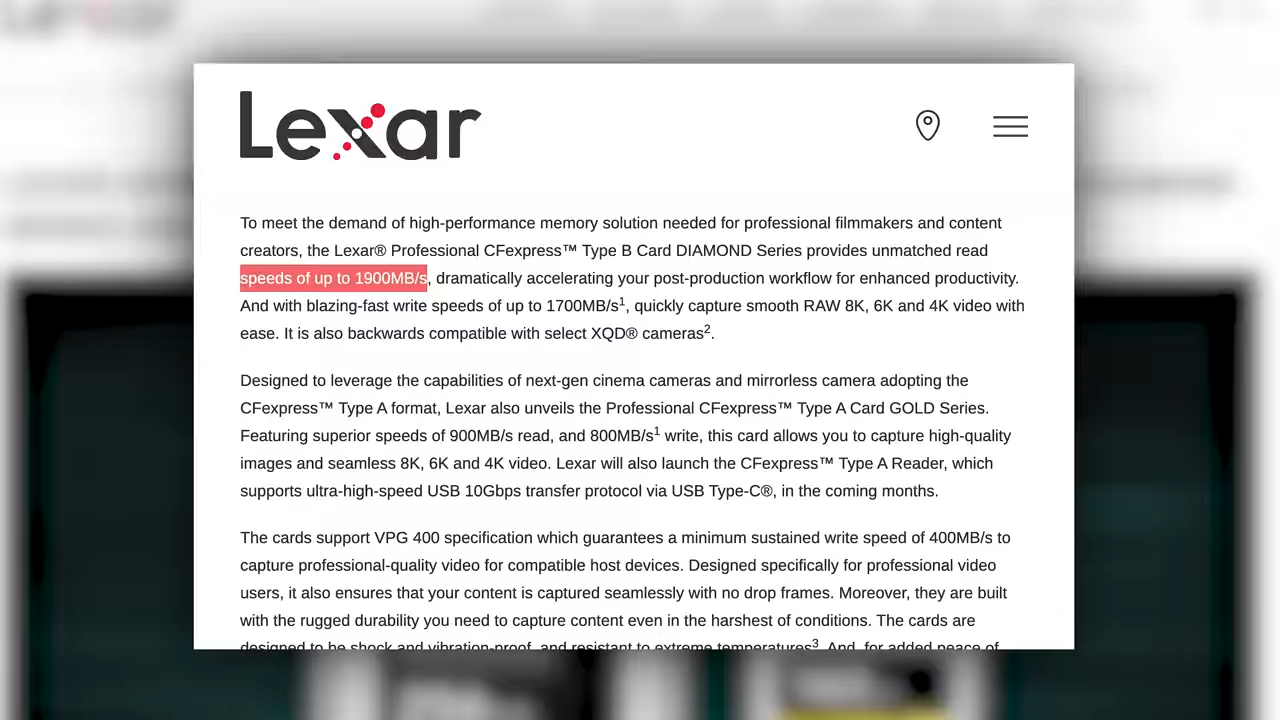 Lexar
To meet the demand of high-performance memory solution needed for professional filmmakers and content
creators, the Lexar® Professional CFexpress™ Type B Card DIAMOND Series provides unmatched read
speeds of up to 1900MB/s, dramatically accelerating your post-production workflow for enhanced productivity.
And with blazing-fast write speeds of up to 1700MB/s¹, quickly capture smooth RAW 8K, 6K and 4K video with
ease. It is also backwards compatible with select XQD® cameras².
Designed to leverage the capabilities of next-gen cinema cameras and mirrorless camera adopting the
CFexpress™ Type A format, Lexar also unveils the Professional CFexpress™ Type A Card GOLD Series.
Featuring superior speeds of 900MB/s read, and 800MB/s¹ write, this card allows you to capture high-quality
images and seamless 8K, 6K and 4K video. Lexar will also launch the CFexpress™ Type A Reader, which
supports ultra-high-speed USB 10Gbps transfer protocol via USB Type-C®, in the coming months.
The cards support VPG 400 specification which guarantees a minimum sustained write speed of 400MB/s to
capture professional-quality video for compatible host devices. Designed specifically for professional video
users, it also ensures that your content is captured seamlessly with no drop frames. Moreover, they are built
with the rugged durability you need to capture content even in the harshest of conditions. The cards are
designed to be shock and vibration-proof, and resistant to extreme temperatures³. And, for added peace of